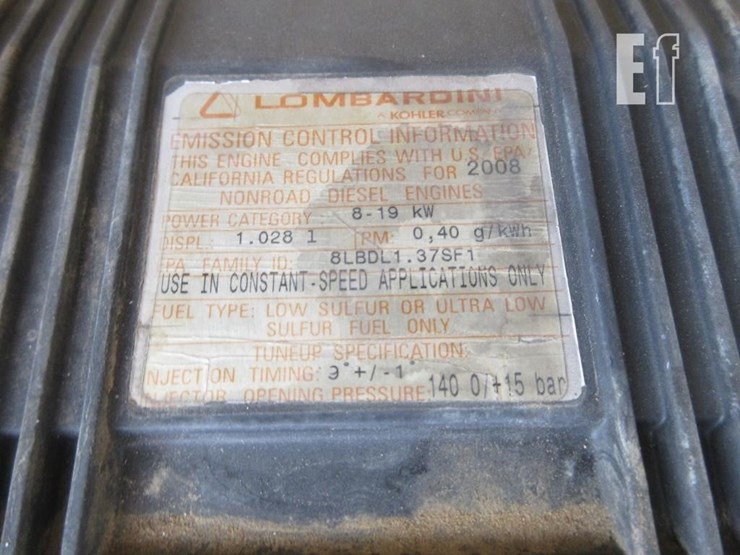 Ef
LOMBARDINI
A KOHLER COMPANY
EMISSION CONTROL INFORMATION
THIS ENGINE COMPLIES WITH U.S. EPA/
CALIFORNIA REGULATIONS FOR 2008
NONROAD DIESEL ENGINES
POWER CATEGORY: 8-19 kW
DISPL.: 1.028 l PM: 0,40 g/kWh
EPA FAMILY ID: 8LBDL1.37SF1
USE IN CONSTANT-SPEED APPLICATIONS ONLY
FUEL TYPE: LOW SULFUR OR ULTRA LOW
SULFUR FUEL ONLY
TUNEUP SPECIFICATION:
INJECTION TIMING: 9°+/-1°
INJECTOR OPENING PRESSURE: 140 0/+15 bar